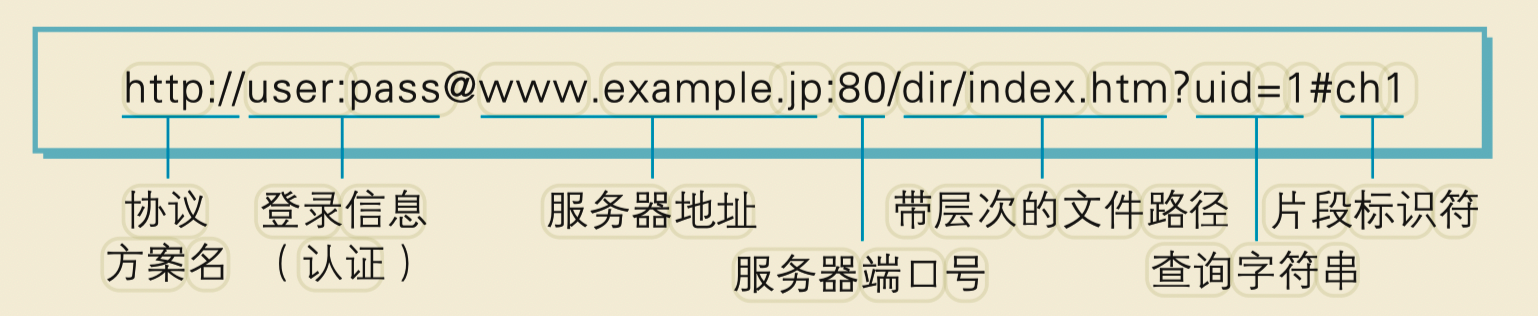 http://user:pass@www.example.jp:80/dir/index.htm?uid=1#ch1
协议
方案名
登录信息
（认证）
服务器地址
服务器端口号
带层次的文件路径
查询字符串
片段标识符